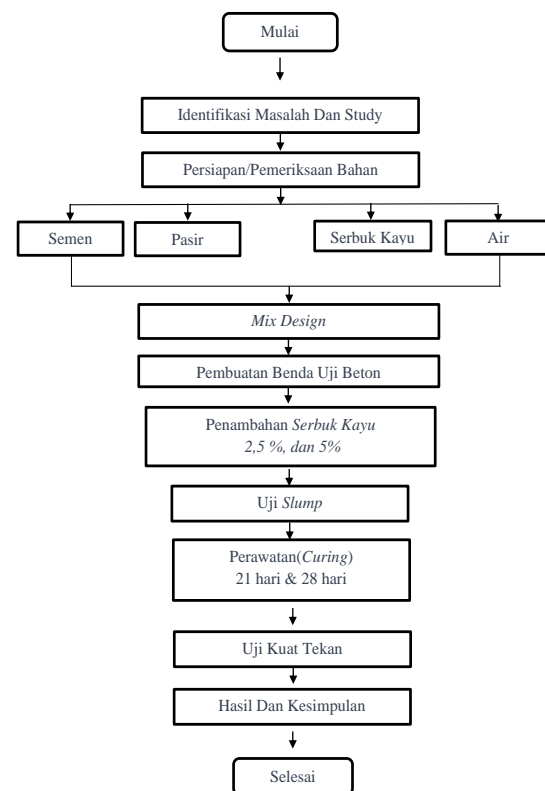 Mulai
Identifikasi Masalah Dan Study
Persiapan/Pemeriksaan Bahan
Semen
Pasir
Serbuk Kayu
Air
Mix Design
Pembuatan Benda Uji Beton
Penambahan Serbuk Kayu
2,5 %, dan 5%
Uji Slump
Perawatan(Curing)
21 hari & 28 hari
Uji Kuat Tekan
Hasil Dan Kesimpulan
Selesai